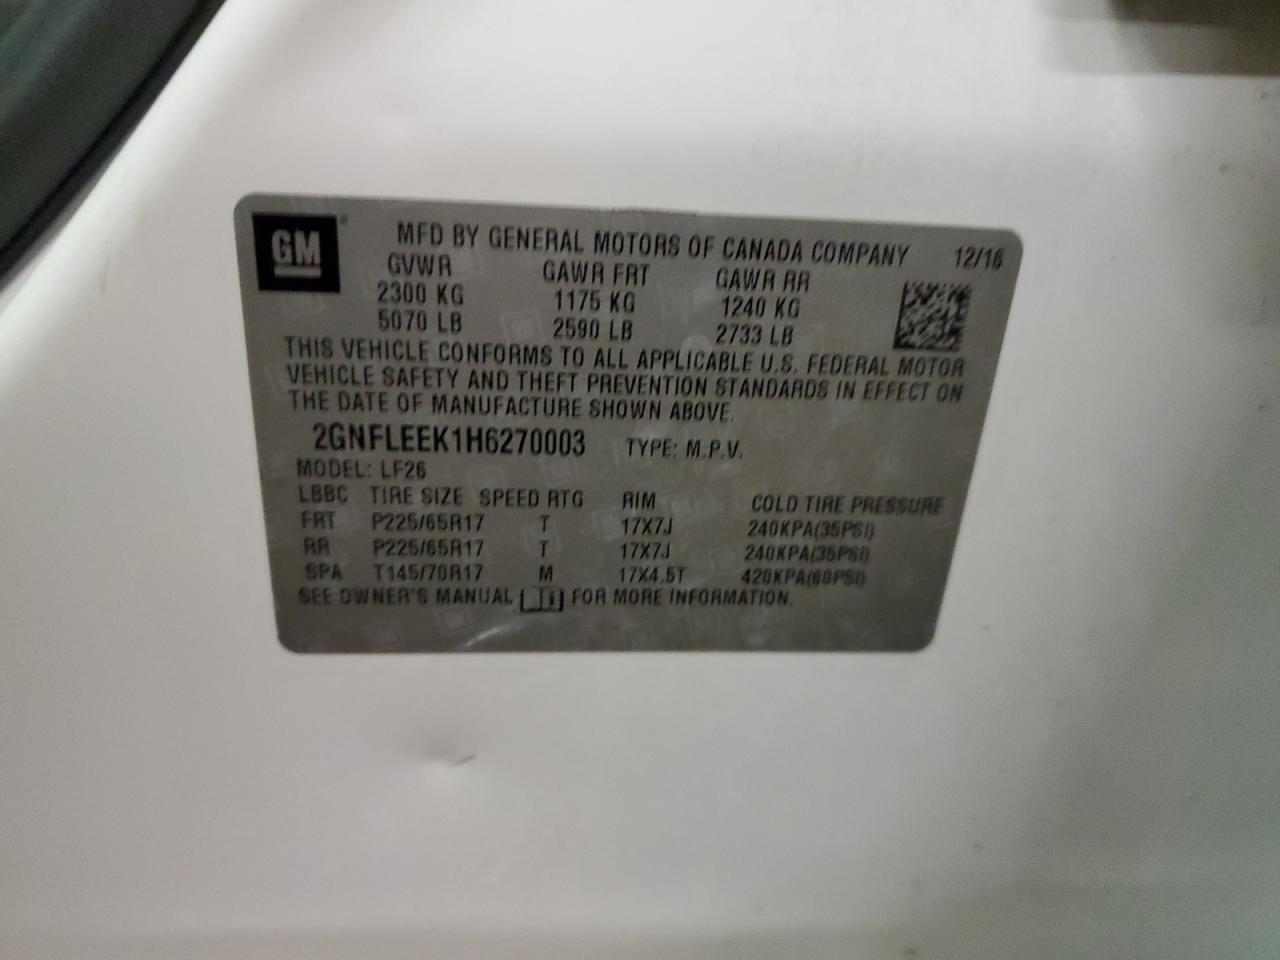 GM
MFD BY GENERAL MOTORS OF CANADA COMPANY 12/16
GVWR GAWR FRT GAWR RR
2300 KG 1175 KG 1240 KG
5070 LB 2590 LB 2733 LB
THIS VEHICLE CONFORMS TO ALL APPLICABLE U.S. FEDERAL MOTOR
VEHICLE SAFETY AND THEFT PREVENTION STANDARDS IN EFFECT ON
THE DATE OF MANUFACTURE SHOWN ABOVE.
2GNFLEEK1H6270003 TYPE: M.P.V.
MODEL: LF26
LBBC TIRE SIZE SPEED RTG RIM COLD TIRE PRESSURE
FRT P225/65R17 T 17X7J 240KPA(35PSI)
RR P225/65R17 T 17X7J 240KPA(35PSI)
SPA T145/70R17 M 17X4.5T 420KPA(60PSI)
SEE OWNER'S MANUAL FOR MORE INFORMATION.